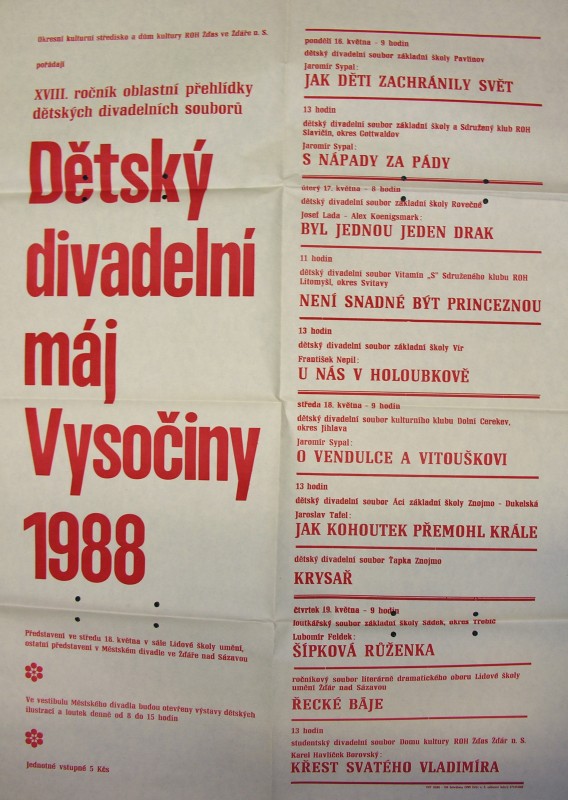 Okresní kulturní středisko a dům kultury ROH Žďas ve Žďáře n. S.
pořádají
XVIII. ročník oblastní přehlídky
dětských divadelních souborů
Dětský
divadelní
máj
Vysočiny
1988
Představení ve středu 18. května v sále Lidové školy umění,
ostatní představení v Městském divadle ve Žďáře nad Sázavou
Ve vestibulu Městského divadla budou otevřeny výstavy dětských
ilustrací a loutek denně od 8 do 15 hodin
Jednotné vstupné 5 Kčs
pondělí 16. května - 9 hodin
dětský divadelní soubor základní školy Pavlínov
Jaromír Sypal:
JAK DĚTI ZACHRÁNILY SVĚT
13 hodin
dětský divadelní soubor základní školy a Sdružený klub ROH
Slavičín, okres Gottwaldov
Jaromír Sypal:
S NÁPADY ZA PÁDY
úterý 17. května - 8 hodin
dětský divadelní soubor základní školy Rovečné
Josef Lada - Alex Koenigsmark:
BYL JEDNOU JEDEN DRAK
11 hodin
dětský divadelní soubor Vitamín „S" Sdruženého klubu ROH
Litomyšl, okres Svitavy
NENÍ SNADNÉ BÝT PRINCEZNOU
13 hodin
dětský divadelní soubor základní školy Vír
František Nepil:
U NÁS V HOLOUBKOVĚ
středa 18. května - 9 hodin
dětský divadelní soubor kulturního klubu Dolní Cerekev,
okres Jihlava
Jaromír Sypal:
O VENDULCE A VITOUŠKOVI
13 hodin
dětský divadelní soubor Áčí základní školy Znojmo - Dukelská
Jaroslav Tafel:
JAK KOHOUTEK PŘEMOHL KRÁLE
dětský divadelní soubor Ťapka Znojmo
KRYSAŘ
čtvrtek 19. května - 9 hodin
loutkářský soubor základní školy Sádek, okres Třebíč
Lubomír Feldek:
ŠÍPKOVÁ RŮŽENKA
ročníkový soubor literárně dramatického oboru Lidové školy
umění Žďár nad Sázavou
ŘECKÉ BÁJE
13 hodin
studentský divadelní soubor Domu kultury ROH Žďas Žďár n. S.
Karel Havlíček Borovský:
KŘEST SVATÉHO VLADIMÍRA